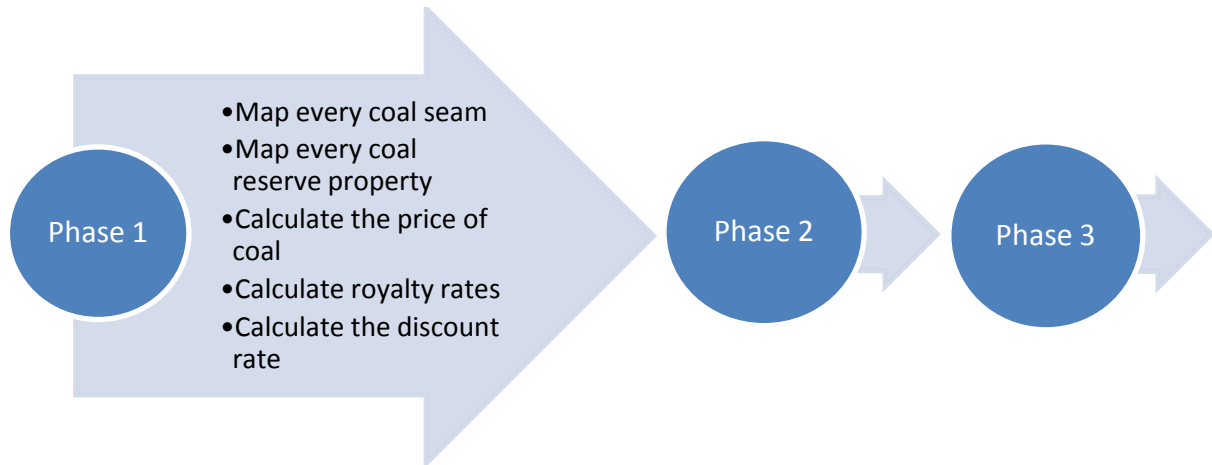 Phase 1
•Map every coal seam
•Map every coal
reserve property
•Calculate the price of
coal
•Calculate royalty rates
•Calculate the discount
rate
Phase 2
Phase 3